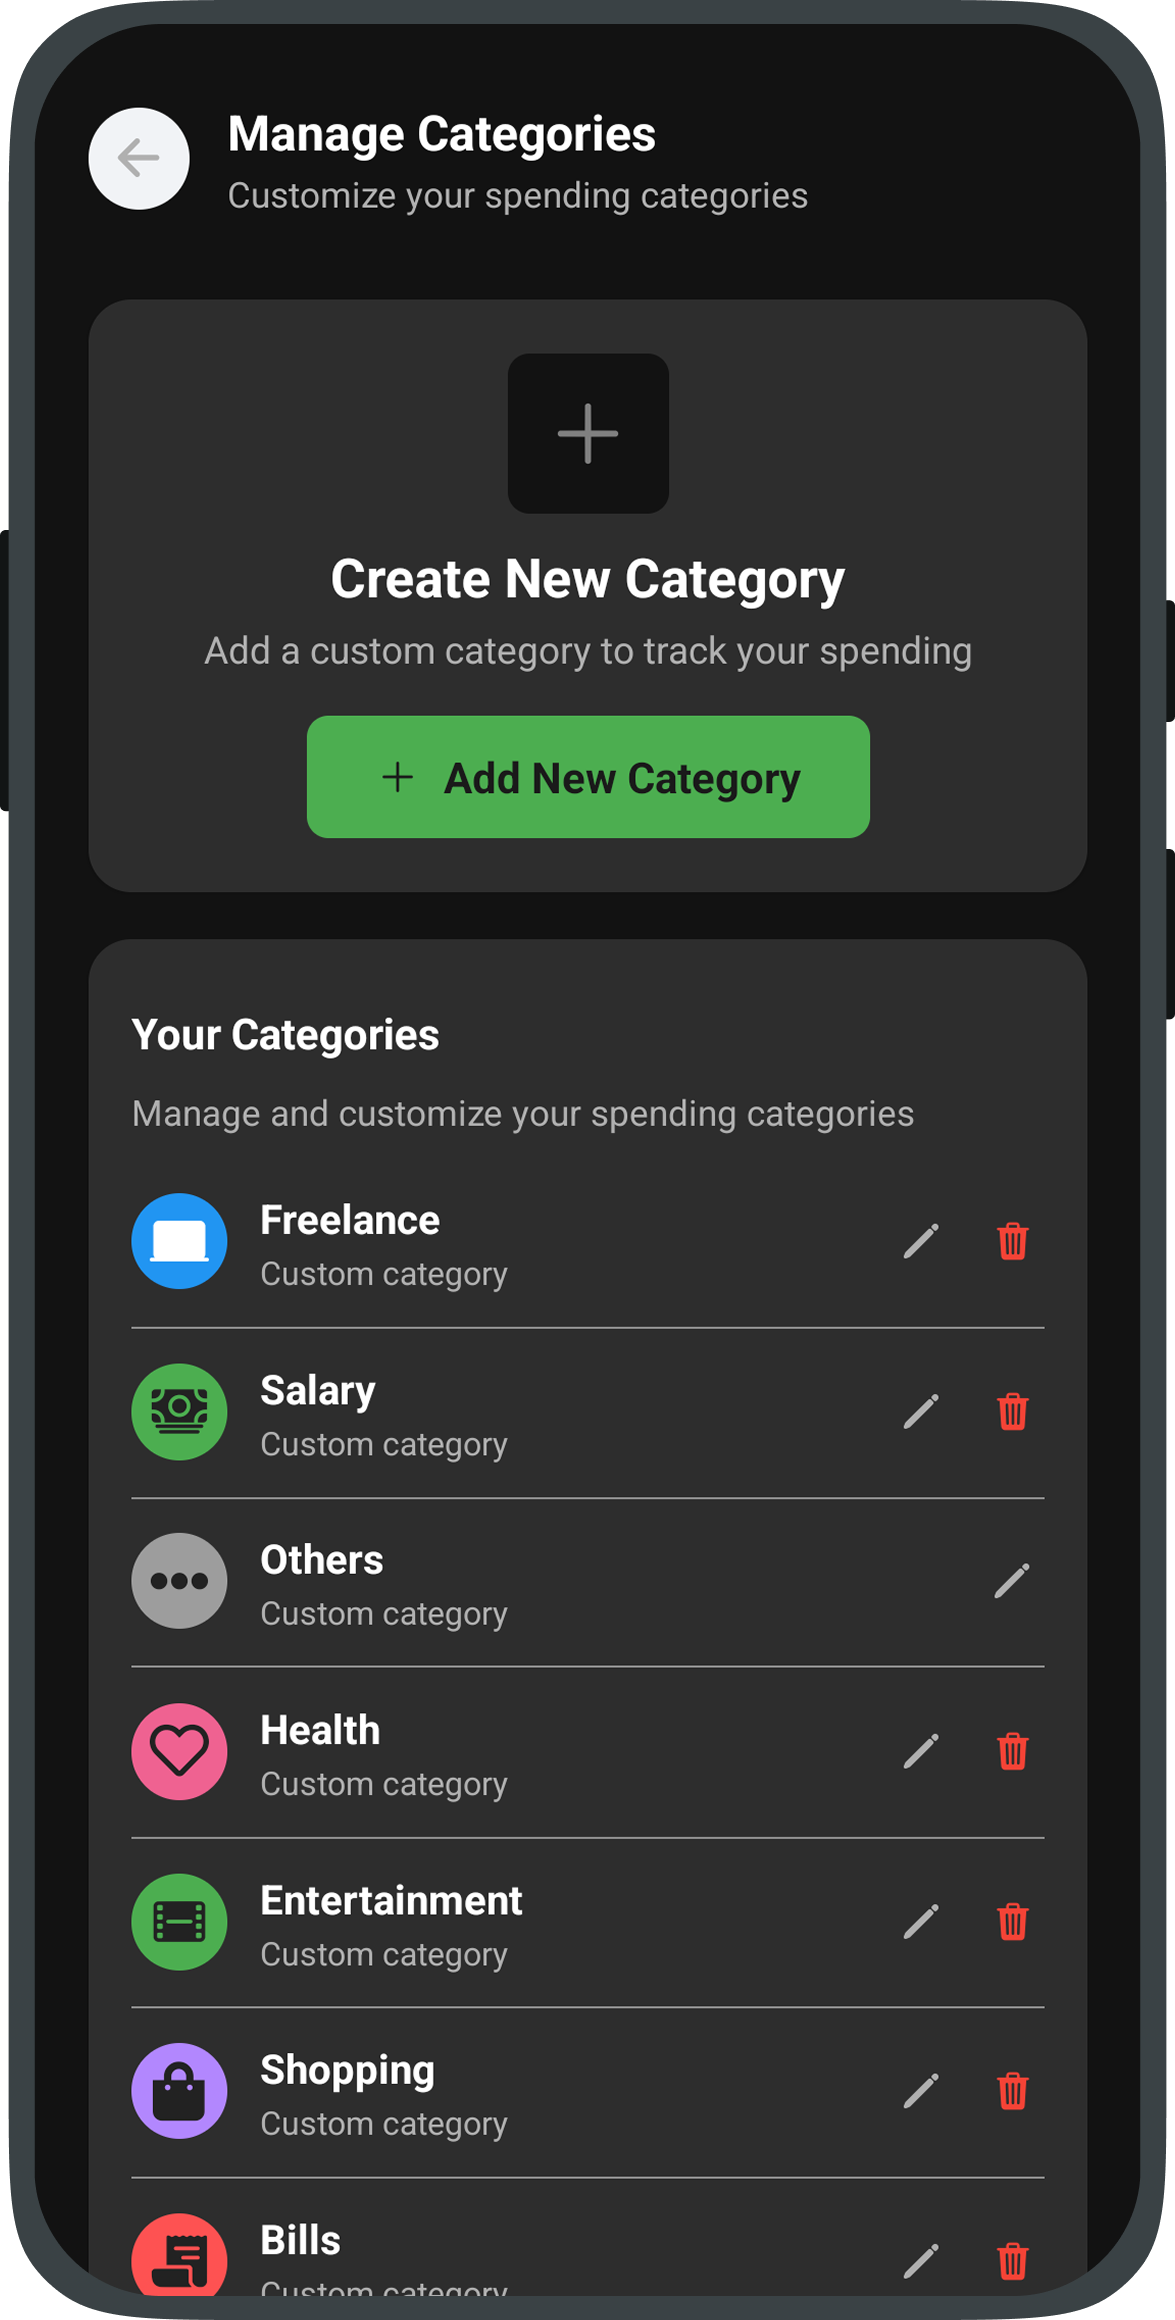 Manage Categories
Customize your spending categories
Create New Category
Add a custom category to track your spending
Add New Category
Your Categories
Manage and customize your spending categories
Freelance
Custom category
Salary
Custom category
Others
Custom category
Health
Custom category
Entertainment
Custom category
Shopping
Custom category
Bills
Custom category